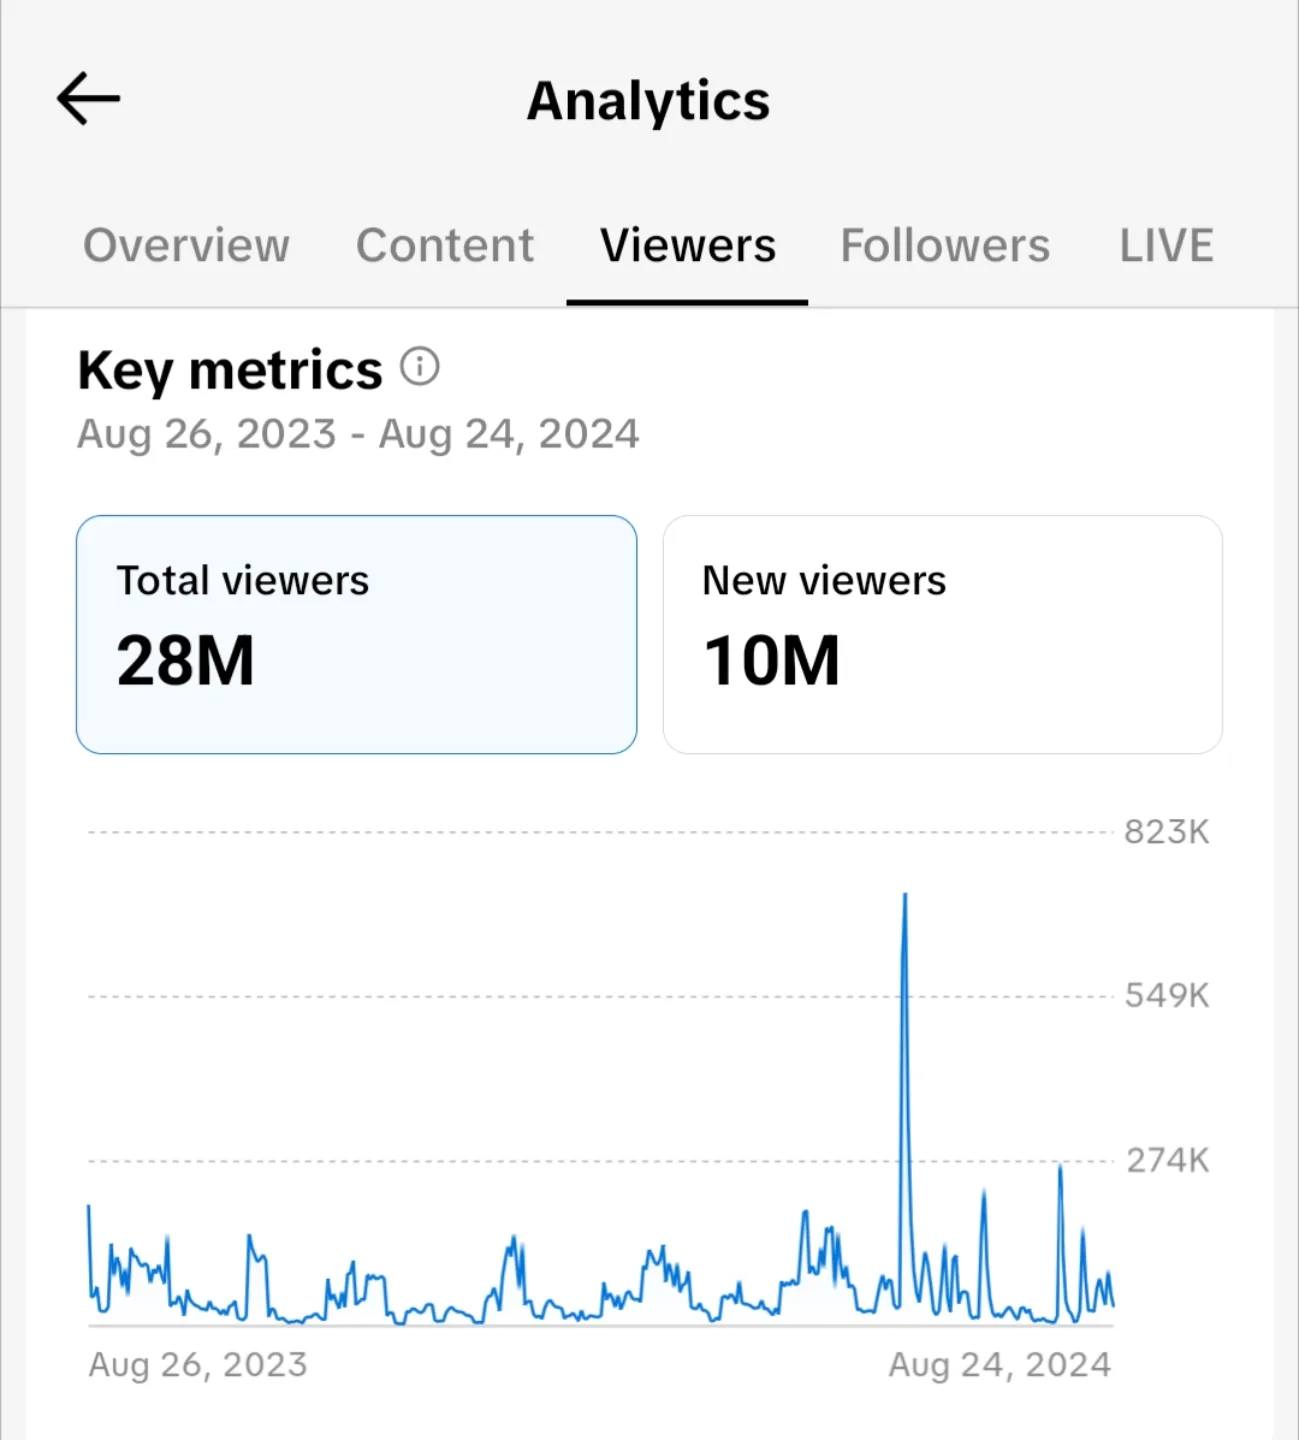 Analytics
Overview Content Viewers Followers LIVE
Key metrics
Aug 26, 2023 - Aug 24, 2024
Total viewers New viewers
28M 10M
823K
549K
274K
Aug 26, 2023 Aug 24, 2024